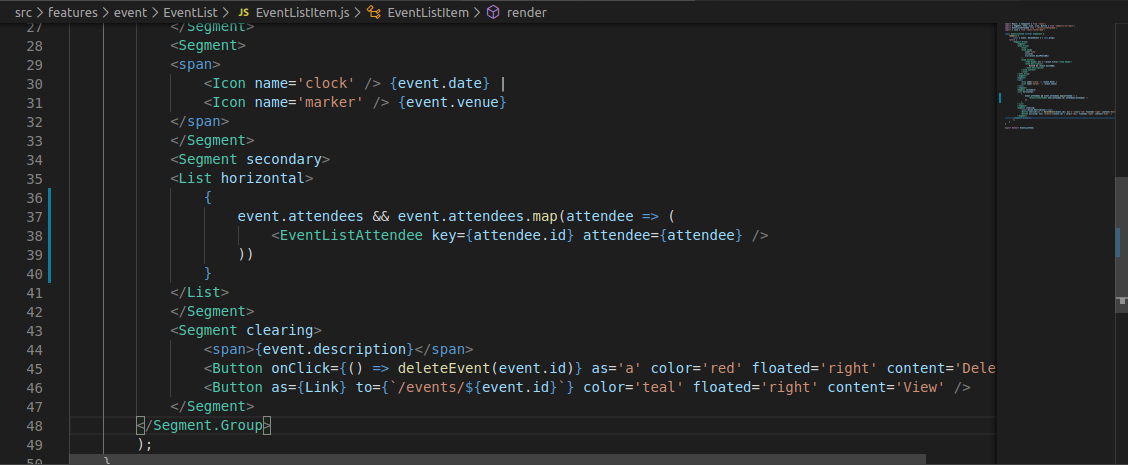 src > features > event > EventList > JS EventListItem.js > EventListItem > render
27 </Segment>
28 <Segment>
29 <span>
30 <Icon name='clock' /> {event.date} |
31 <Icon name='marker' /> {event.venue}
32 </span>
33 </Segment>
34 <Segment secondary>
35 <List horizontal>
36 {
37 event.attendees && event.attendees.map(attendee => (
38 <EventListAttendee key={attendee.id} attendee={attendee} />
39 ))
40 }
41 </List>
42 </Segment>
43 <Segment clearing>
44 <span>{event.description}</span>
45 <Button onClick={() => deleteEvent(event.id)} as='a' color='red' floated='right' content='Dele
46 <Button as={Link} to={`/events/${event.id}`} color='teal' floated='right' content='View' />
47 </Segment>
48 </Segment.Group>
49 );
50 }